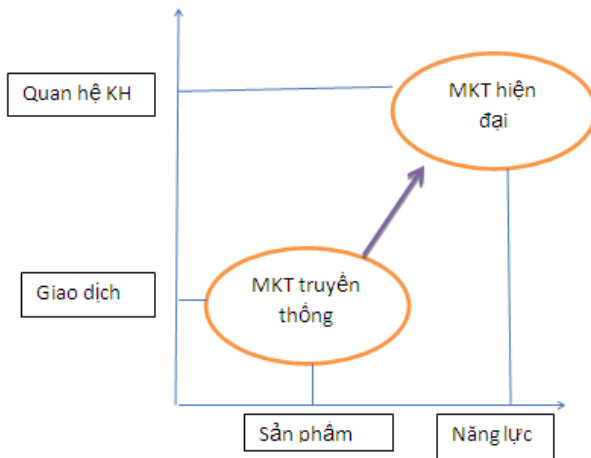 Quan hệ KH
MKT hiện
đại
Giao dịch
MKT truyền
thống
Sản phẩm
Năng lực